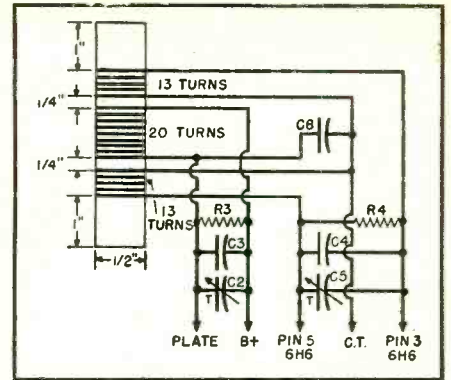 1"
13 TURNS
1/4"
20 TURNS
C8
1/4"
13
TURNS
R3
R4
1"
C3
C4
C2
C5
T
T
1/2"
PLATE B+ PIN 5 C.T. PIN 3
6H6 6H6